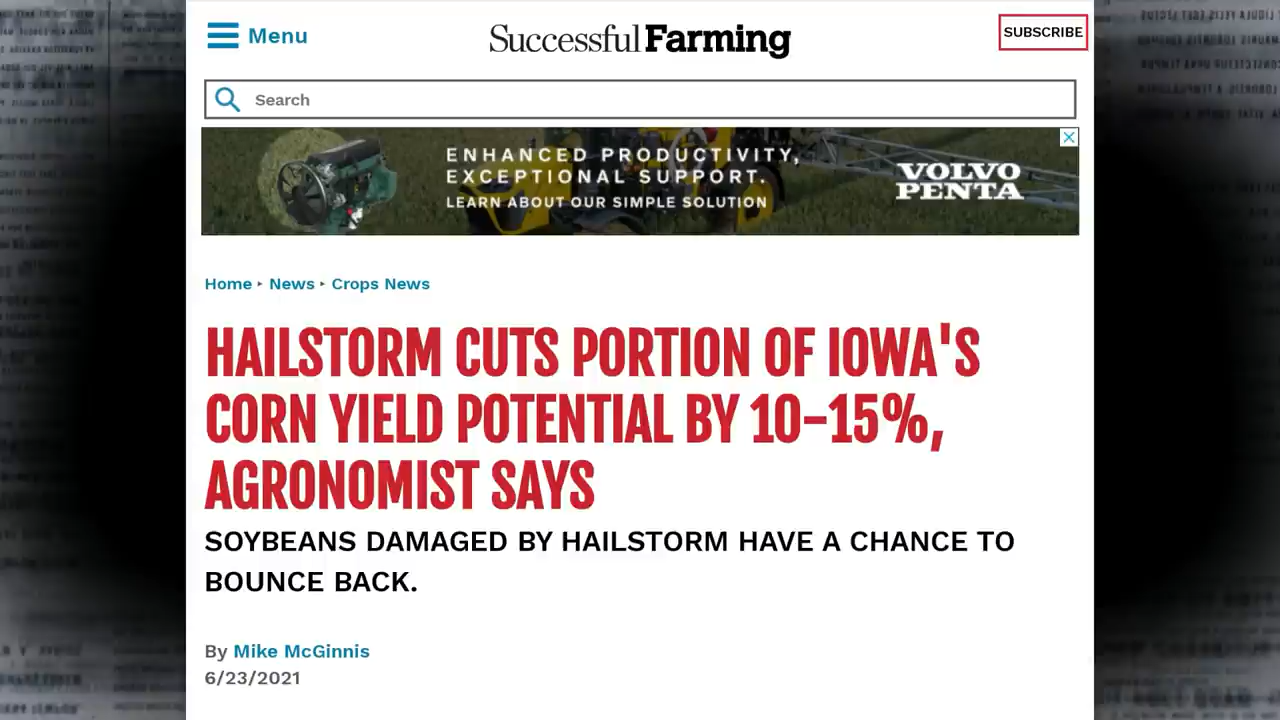 Menu
Successful Farming
SUBSCRIBE
Search
ENHANCED PRODUCTIVITY,
EXCEPTIONAL SUPPORT.
LEARN ABOUT OUR SIMPLE SOLUTION
VOLVO
PENTA
Home ▸ News ▸ Crops News
HAILSTORM CUTS PORTION OF IOWA'S
CORN YIELD POTENTIAL BY 10–15%,
AGRONOMIST SAYS
SOYBEANS DAMAGED BY HAILSTORM HAVE A CHANCE TO
BOUNCE BACK.
By Mike McGinnis
6/23/2021